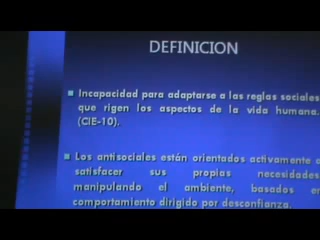 DEFINICION
Incapacidad para adaptarse a las reglas sociales
que rigen los aspectos de la vida humana.
(CIE-10).
Los antisociales están orientados activamente a
satisfacer sus propias necesidades,
manipulando el ambiente, basados en
comportamiento dirigido por desconfianza.